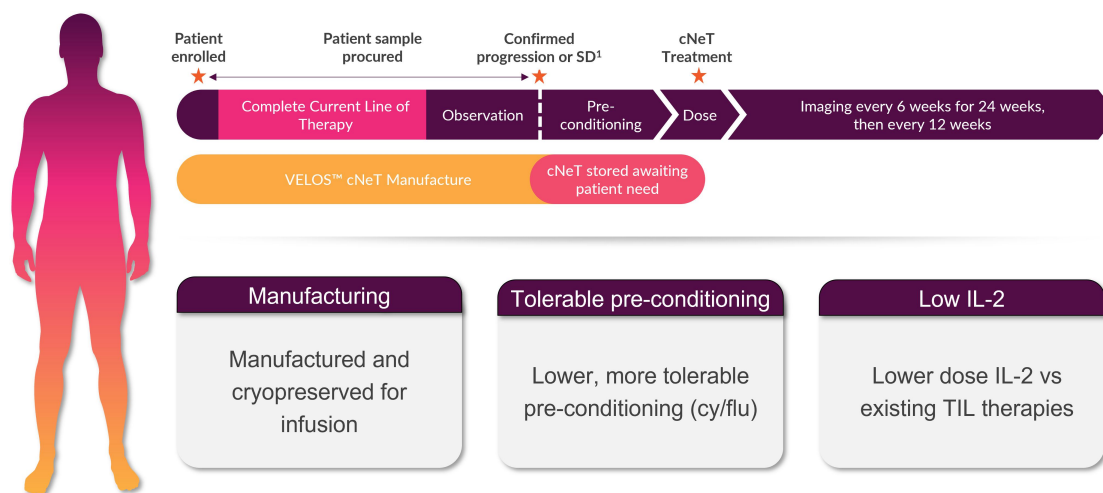 Patient
enrolled
Patient sample
procured
Confirmed
progression or SD¹
cNeT
Treatment
Complete Current Line of
Therapy
Observation
Pre-
conditioning
Dose
Imaging every 6 weeks for 24 weeks,
then every 12 weeks
VELOS™ cNeT Manufacture
cNeT stored awaiting
patient need
Manufacturing
Manufactured and
cryopreserved for
infusion
Tolerable pre-conditioning
Lower, more tolerable
pre-conditioning (cy/flu)
Low IL-2
Lower dose IL-2 vs
existing TIL therapies